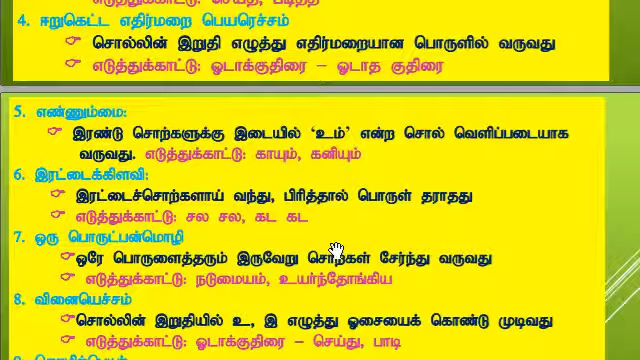 எடுத்துக்காட்டு: செய்த, படித்த
4. ஈறுகெட்ட எதிர்மறை பெயரெச்சம்
☞ சொல்லின் இறுதி எழுத்து எதிர்மறையான பொருளில் வருவது
☞ எடுத்துக்காட்டு: ஓடாக்குதிரை – ஓடாத குதிரை
5. எண்ணும்மை:
☞ இரண்டு சொற்களுக்கு இடையில் ‘உம்’ என்ற சொல் வெளிப்படையாக
வருவது. எடுத்துக்காட்டு: காயும், கனியும்
6. இரட்டைக்கிளவி:
☞ இரட்டைச்சொற்களாய் வந்து, பிரித்தால் பொருள் தராதது
☞ எடுத்துக்காட்டு: சல சல, கட கட
7. ஒரு பொருட்பன்மொழி
☞ஒரே பொருளைத்தரும் இருவேறு சொற்கள் சேர்ந்து வருவது
☞ எடுத்துக்காட்டு: நடுமையம், உயர்ந்தோங்கிய
8. வினையெச்சம்
☞சொல்லின் இறுதியில் உ, இ எழுத்து ஓசையைக் கொண்டு முடிவது
☞ எடுத்துக்காட்டு: ஓடாக்குதிரை – செய்து, பாடி